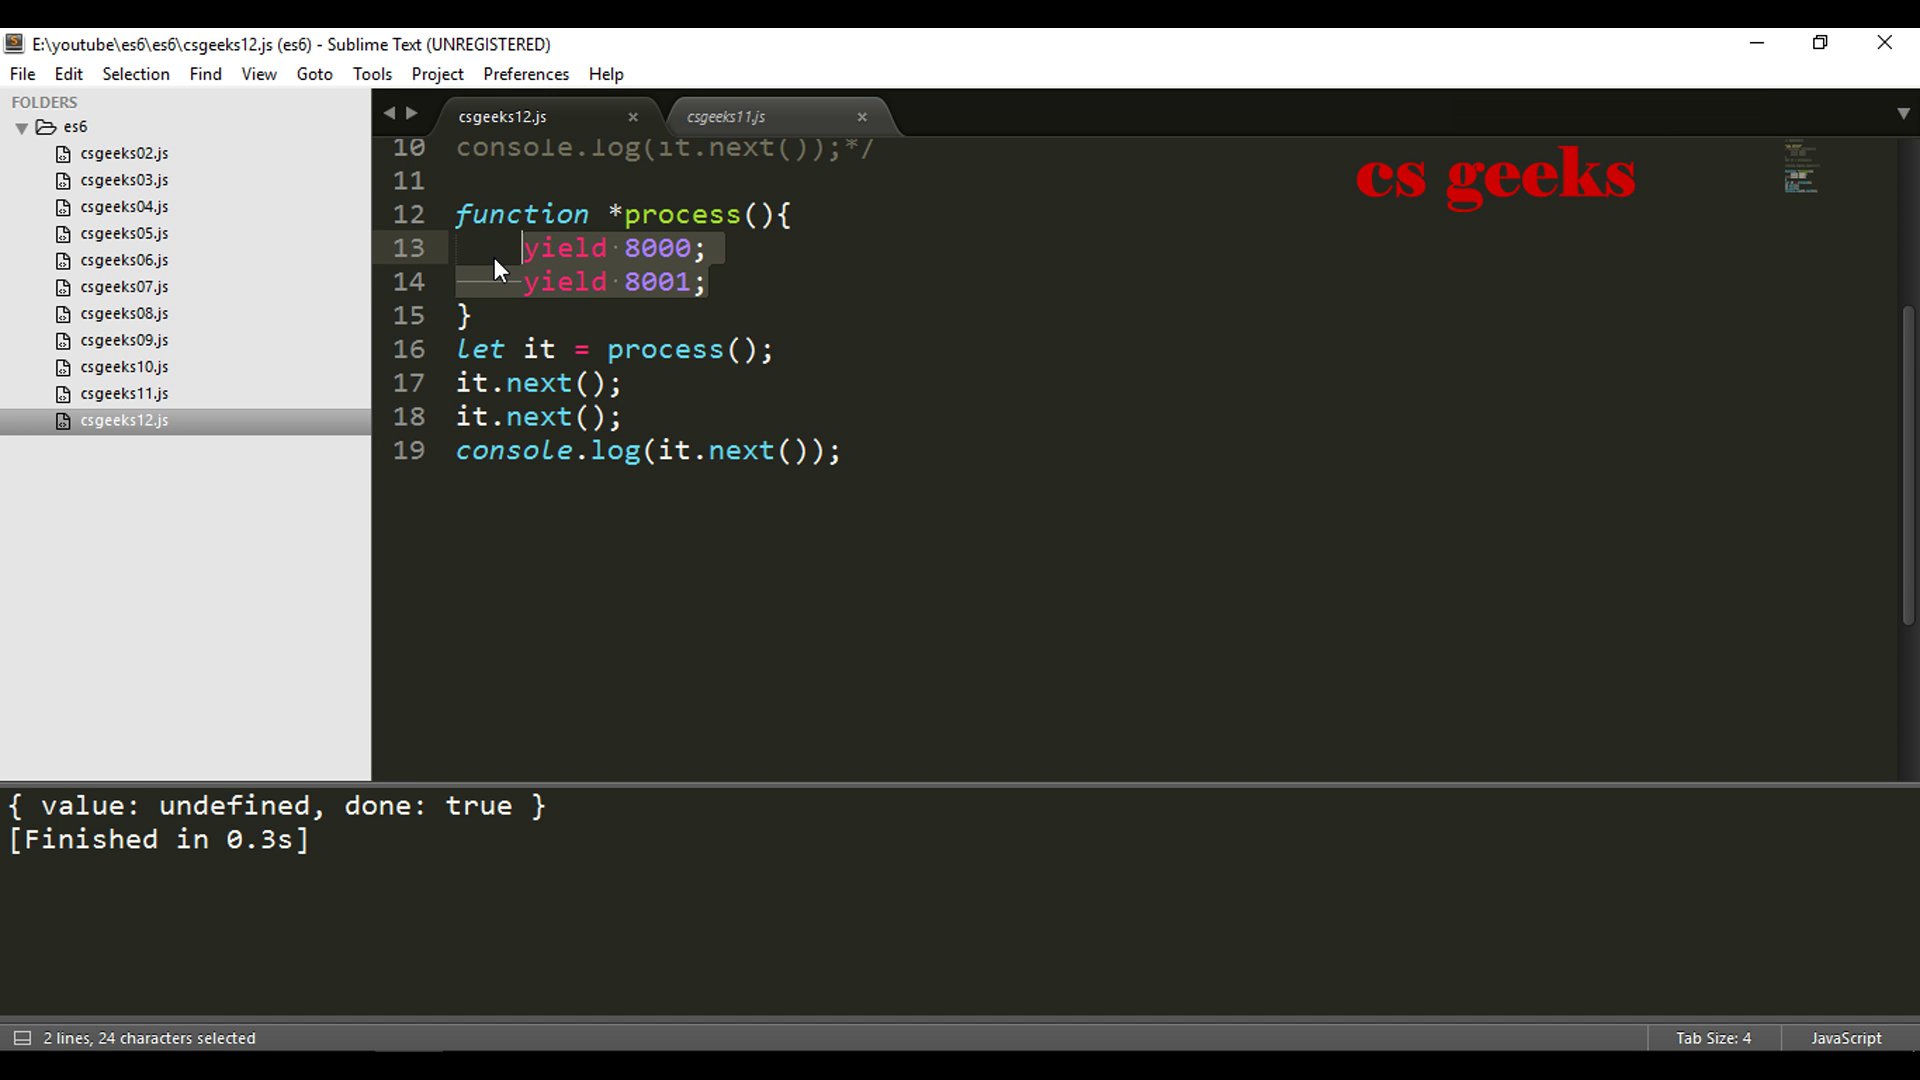 E:\youtube\es6\es6\csgeeks12.js (es6) - Sublime Text (UNREGISTERED)
File Edit Selection Find View Goto Tools Project Preferences Help
FOLDERS
es6
csgeeks02.js
csgeeks03.js
csgeeks04.js
csgeeks05.js
csgeeks06.js
csgeeks07.js
csgeeks08.js
csgeeks09.js
csgeeks10.js
csgeeks11.js
csgeeks12.js
csgeeks12.js × csgeeks11.js ×
cs geeks
10 console.log(it.next());*/
11
12 function *process(){
13 yield 8000;
14 yield 8001;
15 }
16 let it = process();
17 it.next();
18 it.next();
19 console.log(it.next());
{ value: undefined, done: true }
[Finished in 0.3s]
2 lines, 24 characters selected
Tab Size: 4 JavaScript